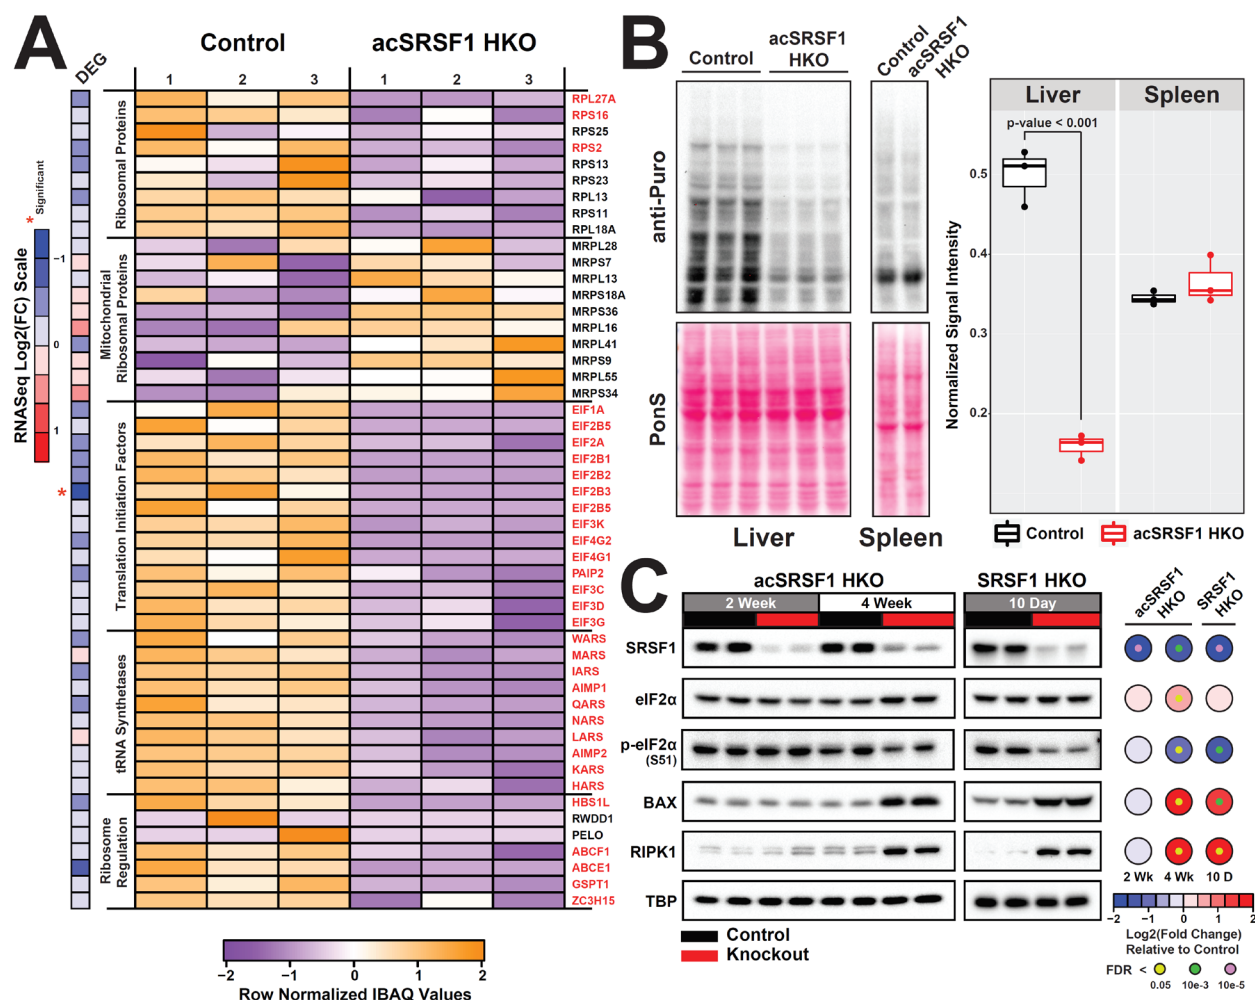 A
Control
acSRSF1 HKO
DEG
1
2
3
1
2
3
Ribosomal Proteins
RPL27A
RPS16
RPS25
RPS2
RPS13
RPS23
RPL13
RPS11
RPL18A
Mitochondrial
Ribosomal Proteins
MRPL28
MRPS7
MRPL13
MRPS18A
MRPS36
MRPL16
MRPL41
MRPS9
MRPL55
MRPS34
Translation Initiation Factors
EIF1A
EIF2B5
EIF2A
EIF2B1
EIF2B2
EIF2B3
EIF2B5
EIF3K
EIF4G2
EIF4G1
PAIP2
EIF3C
EIF3D
EIF3G
tRNA Synthetases
WARS
MARS
IARS
AIMP1
QARS
NARS
LARS
AIMP2
KARS
HARS
Ribosome
Regulation
HBS1L
RWDD1
PELO
ABCF1
ABCE1
GSPT1
ZC3H15
RNASeq Log2(FC) Scale
* Significant
−1
0
1
*
−2
−1
0
1
2
Row Normalized IBAQ Values
B
Control
acSRSF1
HKO
Control
acSRSF1
HKO
anti-Puro
PonS
Liver
Spleen
Liver
Spleen
p-value < 0.001
Normalized Signal Intensity
0.5
0.4
0.3
0.2
Control
acSRSF1 HKO
C
acSRSF1 HKO
SRSF1 HKO
2 Week
4 Week
10 Day
SRSF1
eIF2α
p-eIF2α
(S51)
BAX
RIPK1
TBP
Control
Knockout
acSRSF1
HKO
SRSF1
HKO
2 Wk
4 Wk
10 D
−2
−1
0
1
2
Log2(Fold Change)
Relative to Control
FDR <
0.05
10e-3
10e-5